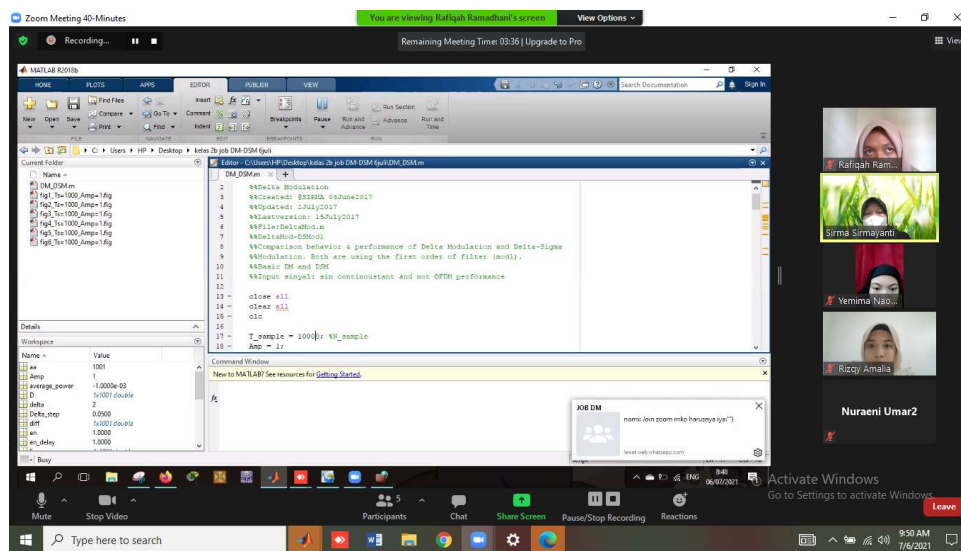 Zoom Meeting 40-Minutes
You are viewing Rafiqah Ramadhani's screen
View Options
Recording...
Remaining Meeting Time: 03:36 | Upgrade to Pro
View
MATLAB R2018b
HOME PLOTS APPS EDITOR PUBLISH VIEW
Search Documentation
Sign In
New Open Save
Find Files
Compare
Print
Go To
Find
Insert
Comment
Indent
Breakpoints
Pause
Run and Advance
Run Section
Advance
Run and Time
FILE NAVIGATE EDIT BREAKPOINTS RUN
C: Users HP Desktop kelas 2b job DM-DSM 6juli
Current Folder
Name
DM_DSM.m
fig1_Ts=1000_Amp=1.fig
fig2_Ts=1000_Amp=1.fig
fig3_Ts=1000_Amp=1.fig
fig4_Ts=1000_Amp=1.fig
fig5_Ts=1000_Amp=1.fig
fig6_Ts=1000_Amp=1.fig
Details
Workspace
Name Value
aa 1001
Amp 1
average_power -1.0000e-03
D 1x1001 double
delta 2
Delta_step 0.0500
diff 1x1001 double
en 1.0000
en_delay 1.0000
Busy
Editor - C:\Users\HP\Desktop\kelas 2b job DM-DSM 6juli\DM_DSM.m
DM_DSM.m
2 %%Delta Modulation
3 %%Created: @SIRMA 03June2017
4 %%Updated: 2July2017
5 %%Lastversion: 15July2017
6 %%File:DeltaMod.m
7 %%DeltaMod-DSMod1
8 %%Comparison behavior & performance of Delta Modulation and Delta-Sigma
9 %%Modulation. Both are using the first order of filter (mod1).
10 %%Basic DM and DSM
11 %%Input sinyal: sin continoustant and not OFDM performance
12
13 - close all
14 - clear all
15 - clc
16
17 - T_sample = 10000; %N_sample
18 - Amp = 1;
Command Window
New to MATLAB? See resources for Getting Started.
fx
JOB DM
nomi: Join zoom mko harusnya iya:")
lewat web.whatsapp.com
ENG
8:48
06/07/2021
Rafiqah Ram...
Sirma Sirmayanti
Yemima Nao...
Rizqy Amalia
Nuraeni Umar2
Activate Windows
Go to Settings to activate Windows.
Mute
Stop Video
5
Participants
Chat
Share Screen
Pause/Stop Recording
Reactions
Leave
Type here to search
9:50 AM
7/6/2021